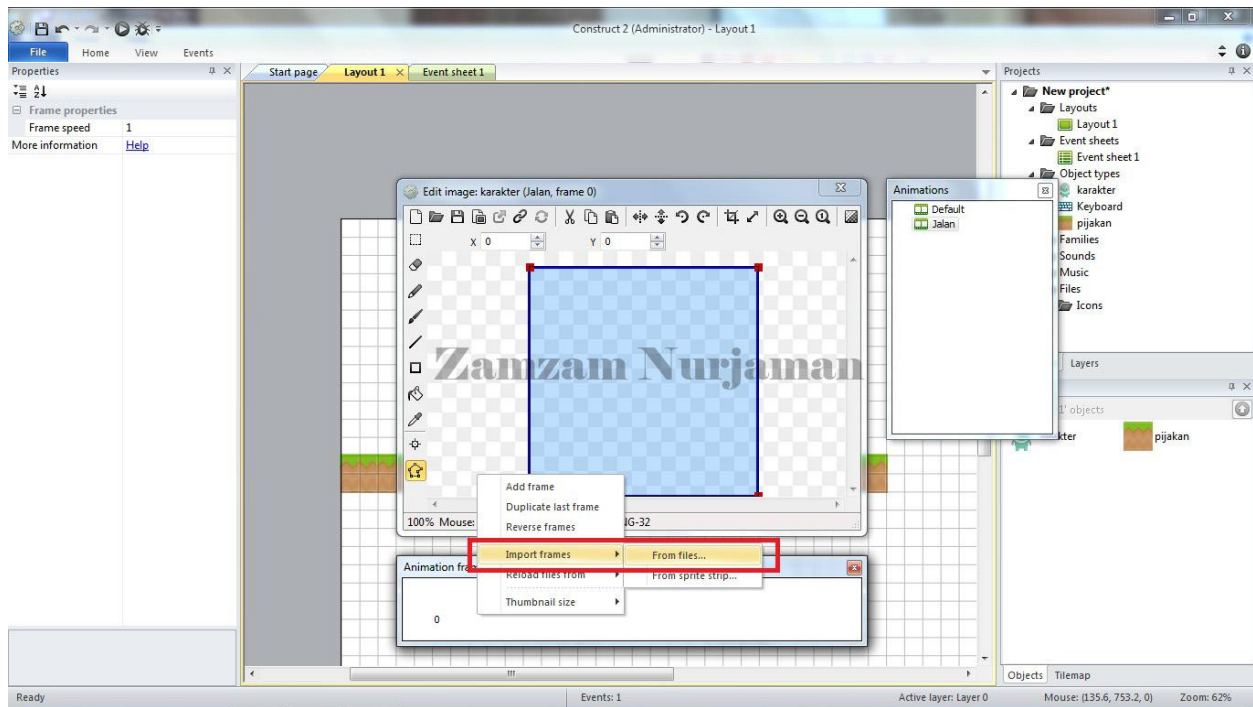 Construct 2 (Administrator) - Layout 1
File Home View Events
Properties
Frame properties
Frame speed 1
More information Help
Start page Layout 1 Event sheet 1
Edit image: karakter (Jalan, frame 0)
X 0 Y 0
Zamzam Nurjaman
100% Mouse: NG-32
Add frame
Duplicate last frame
Reverse frames
Import frames
Reload files from
Thumbnail size
From files...
From sprite strip...
Animation fra
0
Animations
Default
Jalan
Projects
New project*
Layouts
Layout 1
Event sheets
Event sheet 1
Object types
karakter
Keyboard
pijakan
Families
Sounds
Music
Files
Icons
Layers
1' objects
kter pijakan
Objects Tilemap
Ready Events: 1 Active layer: Layer 0 Mouse: (135.6, 753.2, 0) Zoom: 62%